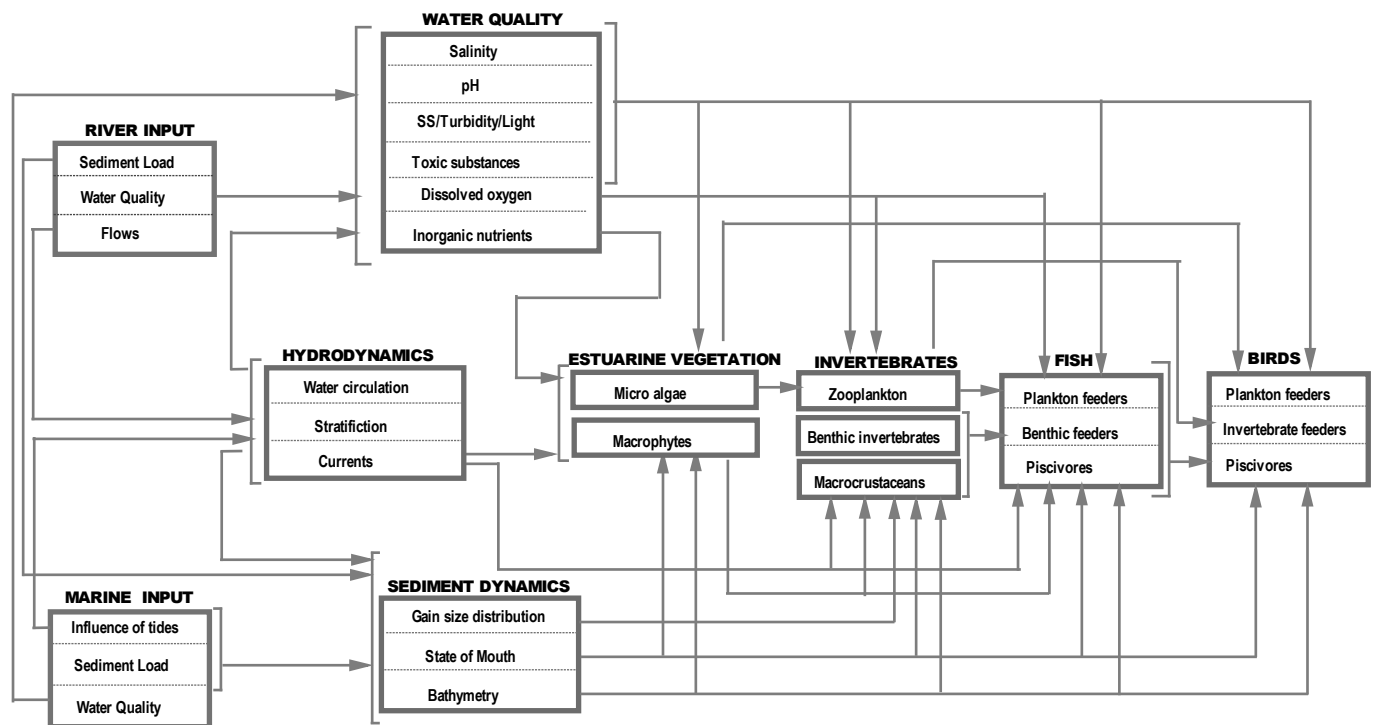 WATER QUALITY
Salinity
pH
SS/Turbidity/Light
Toxic substances
Dissolved oxygen
Inorganic nutrients
RIVER INPUT
Sediment Load
Water Quality
Flows
HYDRODYNAMICS
Water circulation
Stratifiction
Currents
ESTUARINE VEGETATION
Micro algae
Macrophytes
INVERTEBRATES
Zooplankton
Benthic invertebrates
Macrocrustaceans
FISH
Plankton feeders
Benthic feeders
Piscivores
BIRDS
Plankton feeders
Invertebrate feeders
Piscivores
MARINE INPUT
Influence of tides
Sediment Load
Water Quality
SEDIMENT DYNAMICS
Gain size distribution
State of Mouth
Bathymetry